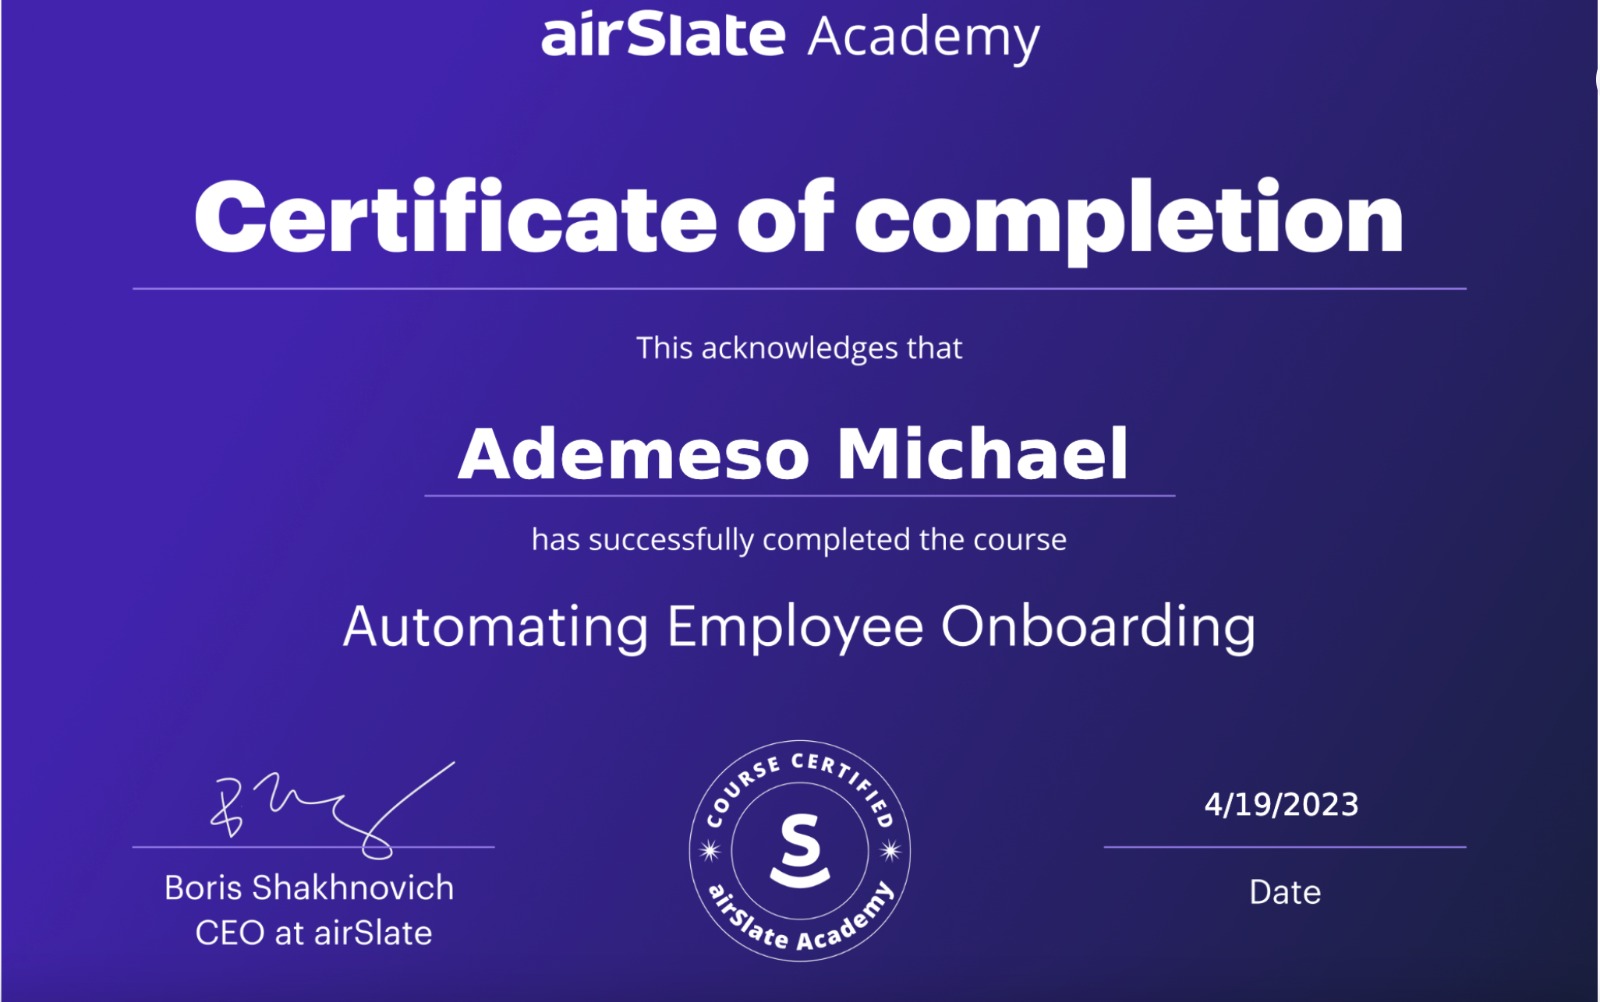 airSlate Academy
Certificate of completion
This acknowledges that
Ademeso Michael
has successfully completed the course
Automating Employee Onboarding
Boris Shakhnovich
CEO at airSlate
COURSE CERTIFIED
S
airSlate Academy
4/19/2023
Date